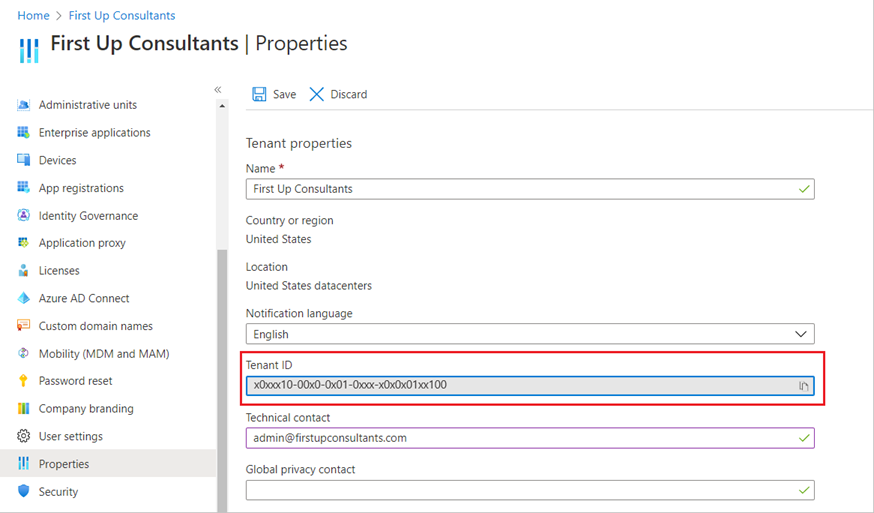 Home > First Up Consultants
First Up Consultants | Properties
«
Save Discard
Administrative units
Enterprise applications
Devices
App registrations
Identity Governance
Application proxy
Licenses
Azure AD Connect
Custom domain names
Mobility (MDM and MAM)
Password reset
Company branding
User settings
Properties
Security
Tenant properties
Name *
First Up Consultants
Country or region
United States
Location
United States datacenters
Notification language
English
Tenant ID
x0xxx10-00x0-0x01-0xxx-x0x0x01xx100
Technical contact
admin@firstupconsultants.com
Global privacy contact